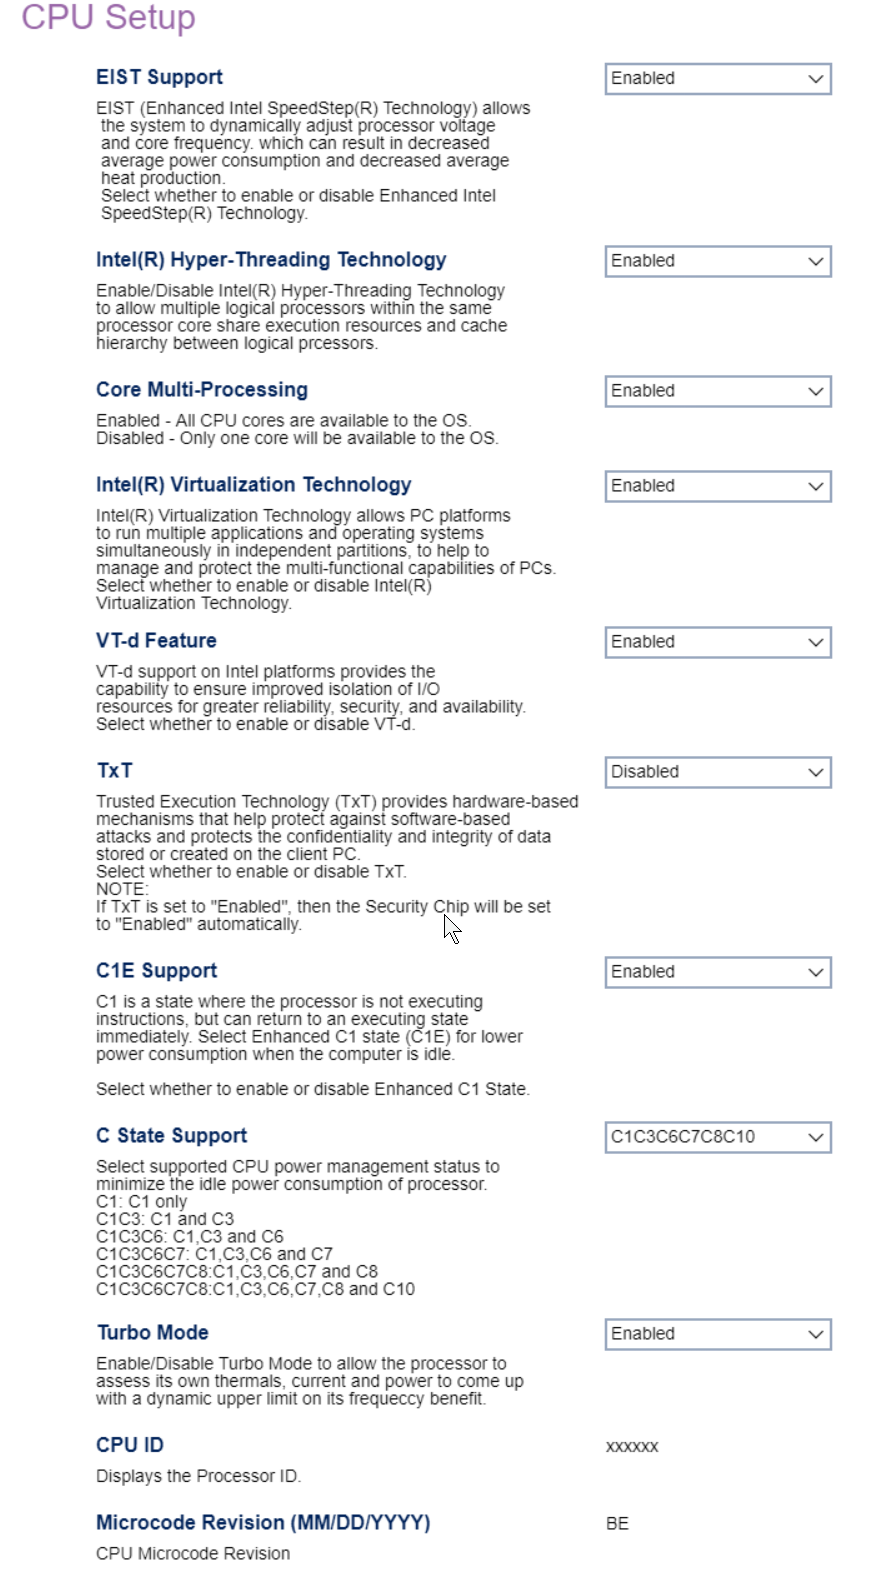 CPU Setup
EIST Support
Enabled
EIST (Enhanced Intel SpeedStep(R) Technology) allows
the system to dynamically adjust processor voltage
and core frequency. which can result in decreased
average power consumption and decreased average
heat production.
Select whether to enable or disable Enhanced Intel
SpeedStep(R) Technology.
Intel(R) Hyper-Threading Technology
Enabled
Enable/Disable Intel(R) Hyper-Threading Technology
to allow multiple logical processors within the same
processor core share execution resources and cache
hierarchy between logical prcessors.
Core Multi-Processing
Enabled
Enabled - All CPU cores are available to the OS.
Disabled - Only one core will be available to the OS.
Intel(R) Virtualization Technology
Enabled
Intel(R) Virtualization Technology allows PC platforms
to run multiple applications and operating systems
simultaneously in independent partitions, to help to
manage and protect the multi-functional capabilities of PCs.
Select whether to enable or disable Intel(R)
Virtualization Technology.
VT-d Feature
Enabled
VT-d support on Intel platforms provides the
capability to ensure improved isolation of I/O
resources for greater reliability, security, and availability.
Select whether to enable or disable VT-d.
TxT
Disabled
Trusted Execution Technology (TxT) provides hardware-based
mechanisms that help protect against software-based
attacks and protects the confidentiality and integrity of data
stored or created on the client PC.
Select whether to enable or disable TxT.
NOTE:
If TxT is set to "Enabled", then the Security Chip will be set
to "Enabled" automatically.
C1E Support
Enabled
C1 is a state where the processor is not executing
instructions, but can return to an executing state
immediately. Select Enhanced C1 state (C1E) for lower
power consumption when the computer is idle.
Select whether to enable or disable Enhanced C1 State.
C State Support
C1C3C6C7C8C10
Select supported CPU power management status to
minimize the idle power consumption of processor.
C1: C1 only
C1C3: C1 and C3
C1C3C6: C1,C3 and C6
C1C3C6C7: C1,C3,C6 and C7
C1C3C6C7C8:C1,C3,C6,C7 and C8
C1C3C6C7C8:C1,C3,C6,C7,C8 and C10
Turbo Mode
Enabled
Enable/Disable Turbo Mode to allow the processor to
assess its own thermals, current and power to come up
with a dynamic upper limit on its frequeccy benefit.
CPU ID
xxxxxx
Displays the Processor ID.
Microcode Revision (MM/DD/YYYY)
BE
CPU Microcode Revision